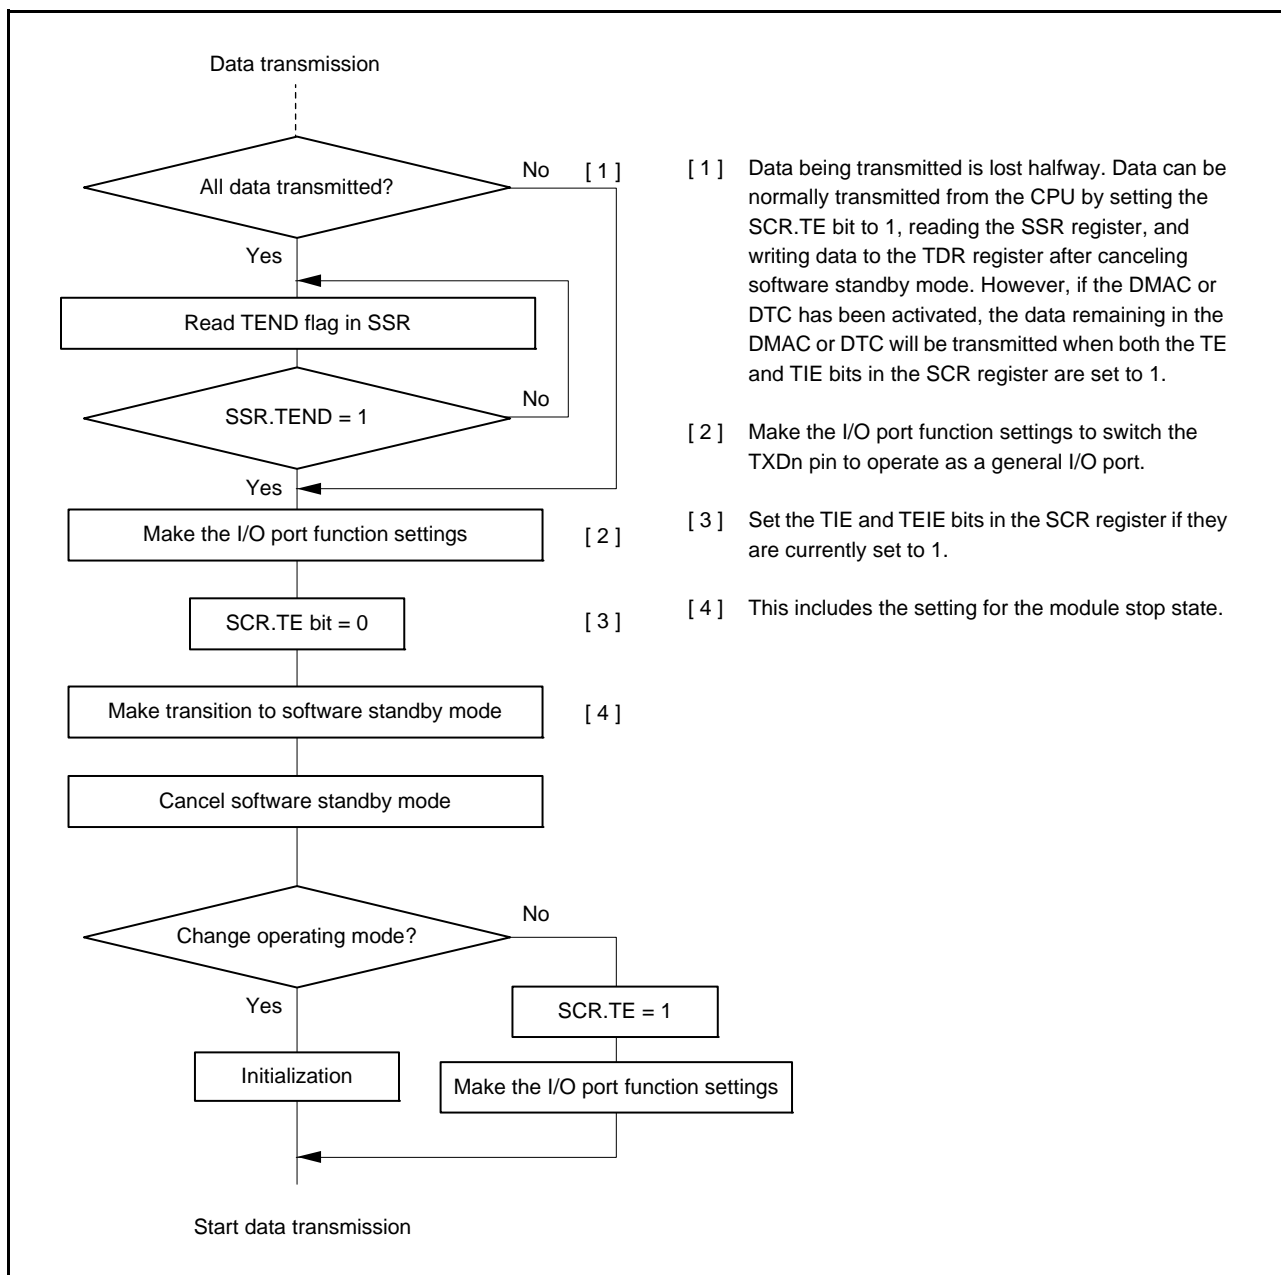 Data transmission
All data transmitted?
No [ 1 ]
Yes
Read TEND flag in SSR
SSR.TEND = 1
No
Yes
Make the I/O port function settings
[ 2 ]
SCR.TE bit = 0
[ 3 ]
Make transition to software standby mode
[ 4 ]
Cancel software standby mode
Change operating mode?
No
Yes
SCR.TE = 1
Initialization
Make the I/O port function settings
Start data transmission
[ 1 ] Data being transmitted is lost halfway. Data can be
normally transmitted from the CPU by setting the
SCR.TE bit to 1, reading the SSR register, and
writing data to the TDR register after canceling
software standby mode. However, if the DMAC or
DTC has been activated, the data remaining in the
DMAC or DTC will be transmitted when both the TE
and TIE bits in the SCR register are set to 1.
[ 2 ] Make the I/O port function settings to switch the
TXDn pin to operate as a general I/O port.
[ 3 ] Set the TIE and TEIE bits in the SCR register if they
are currently set to 1.
[ 4 ] This includes the setting for the module stop state.